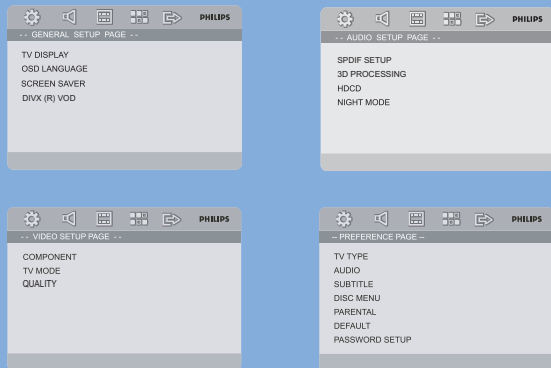 PHILIPS
-- GENERAL SETUP PAGE --
TV DISPLAY
OSD LANGUAGE
SCREEN SAVER
DIVX (R) VOD
PHILIPS
-- AUDIO SETUP PAGE --
SPDIF SETUP
3D PROCESSING
HDCD
NIGHT MODE
PHILIPS
-- VIDEO SETUP PAGE --
COMPONENT
TV MODE
QUALITY
PHILIPS
-- PREFERENCE PAGE --
TV TYPE
AUDIO
SUBTITLE
DISC MENU
PARENTAL
DEFAULT
PASSWORD SETUP